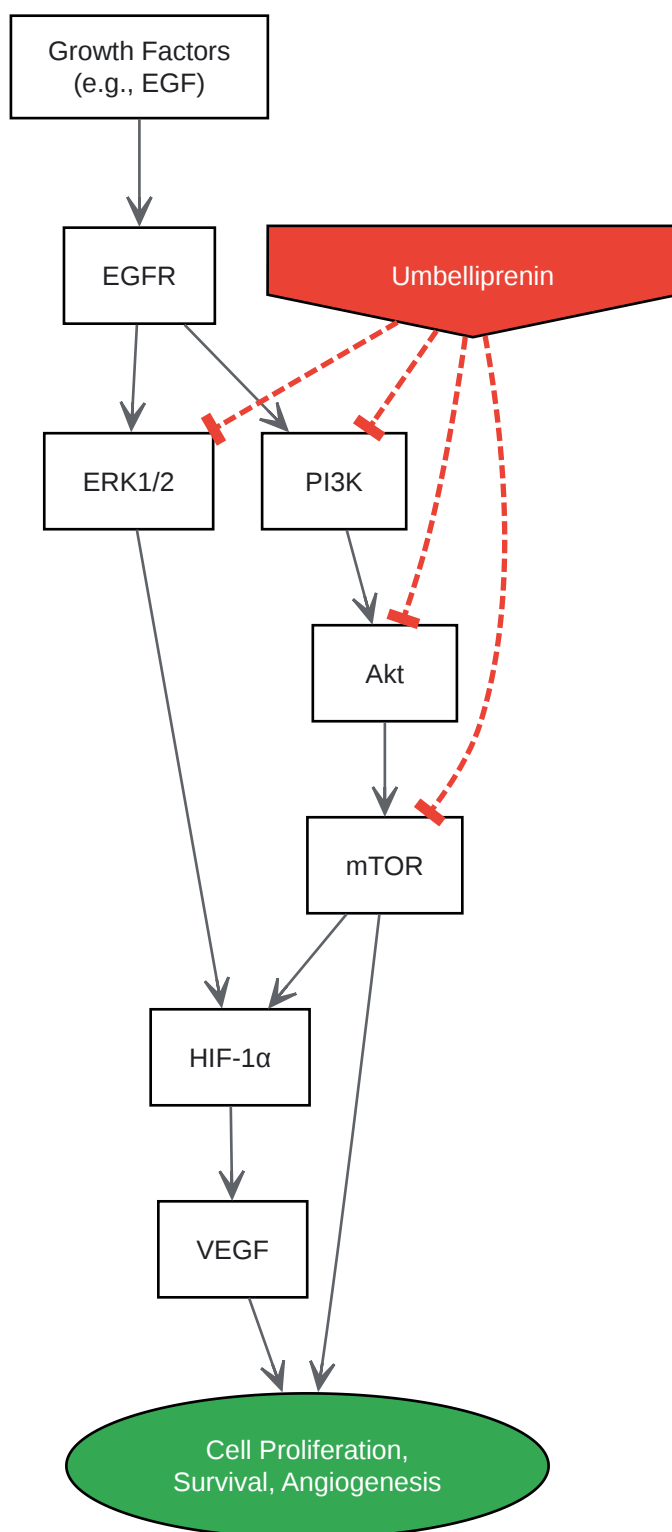 Growth Factors
(e.g., EGF)
EGFR
Umbelliprenin
ERK1/2
PI3K
Akt
mTOR
HIF-1α
VEGF
Cell Proliferation,
Survival, Angiogenesis